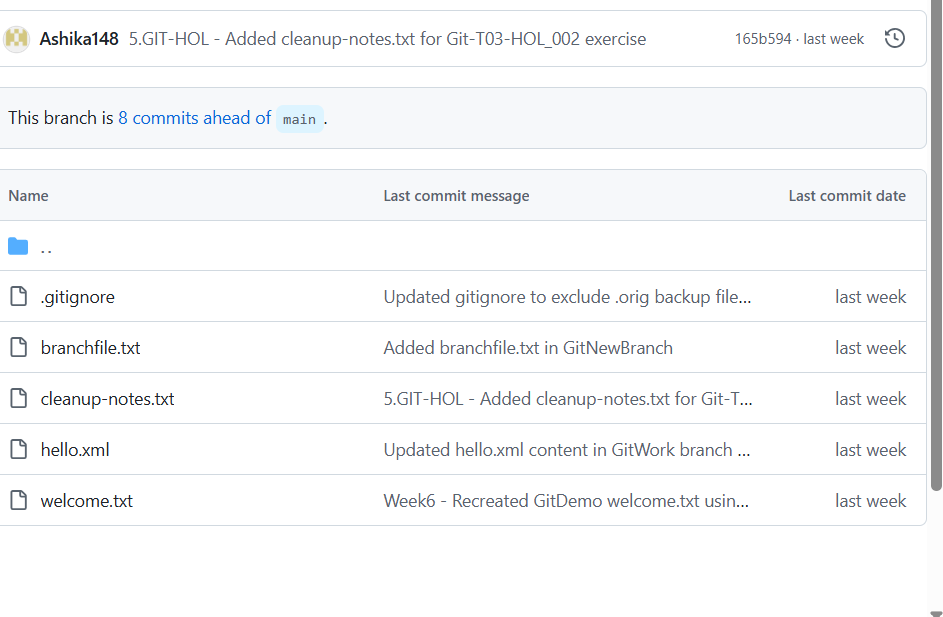 Ashika148 5.GIT-HOL - Added cleanup-notes.txt for Git-T03-HOL_002 exercise 165b594 · last week
This branch is 8 commits ahead of main .
Name Last commit message Last commit date
..
.gitignore Updated gitignore to exclude .orig backup file... last week
branchfile.txt Added branchfile.txt in GitNewBranch last week
cleanup-notes.txt 5.GIT-HOL - Added cleanup-notes.txt for Git-T... last week
hello.xml Updated hello.xml content in GitWork branch ... last week
welcome.txt Week6 - Recreated GitDemo welcome.txt usin... last week